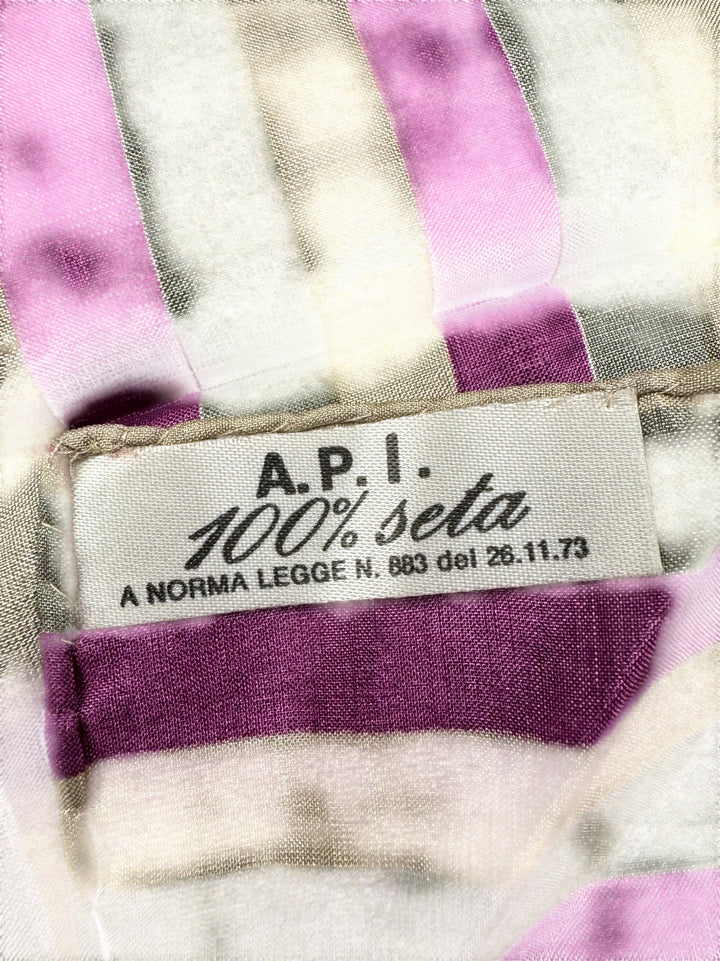 A.P.I.
100% seta
A NORMA LEGGE N. 883 del 26.11.73